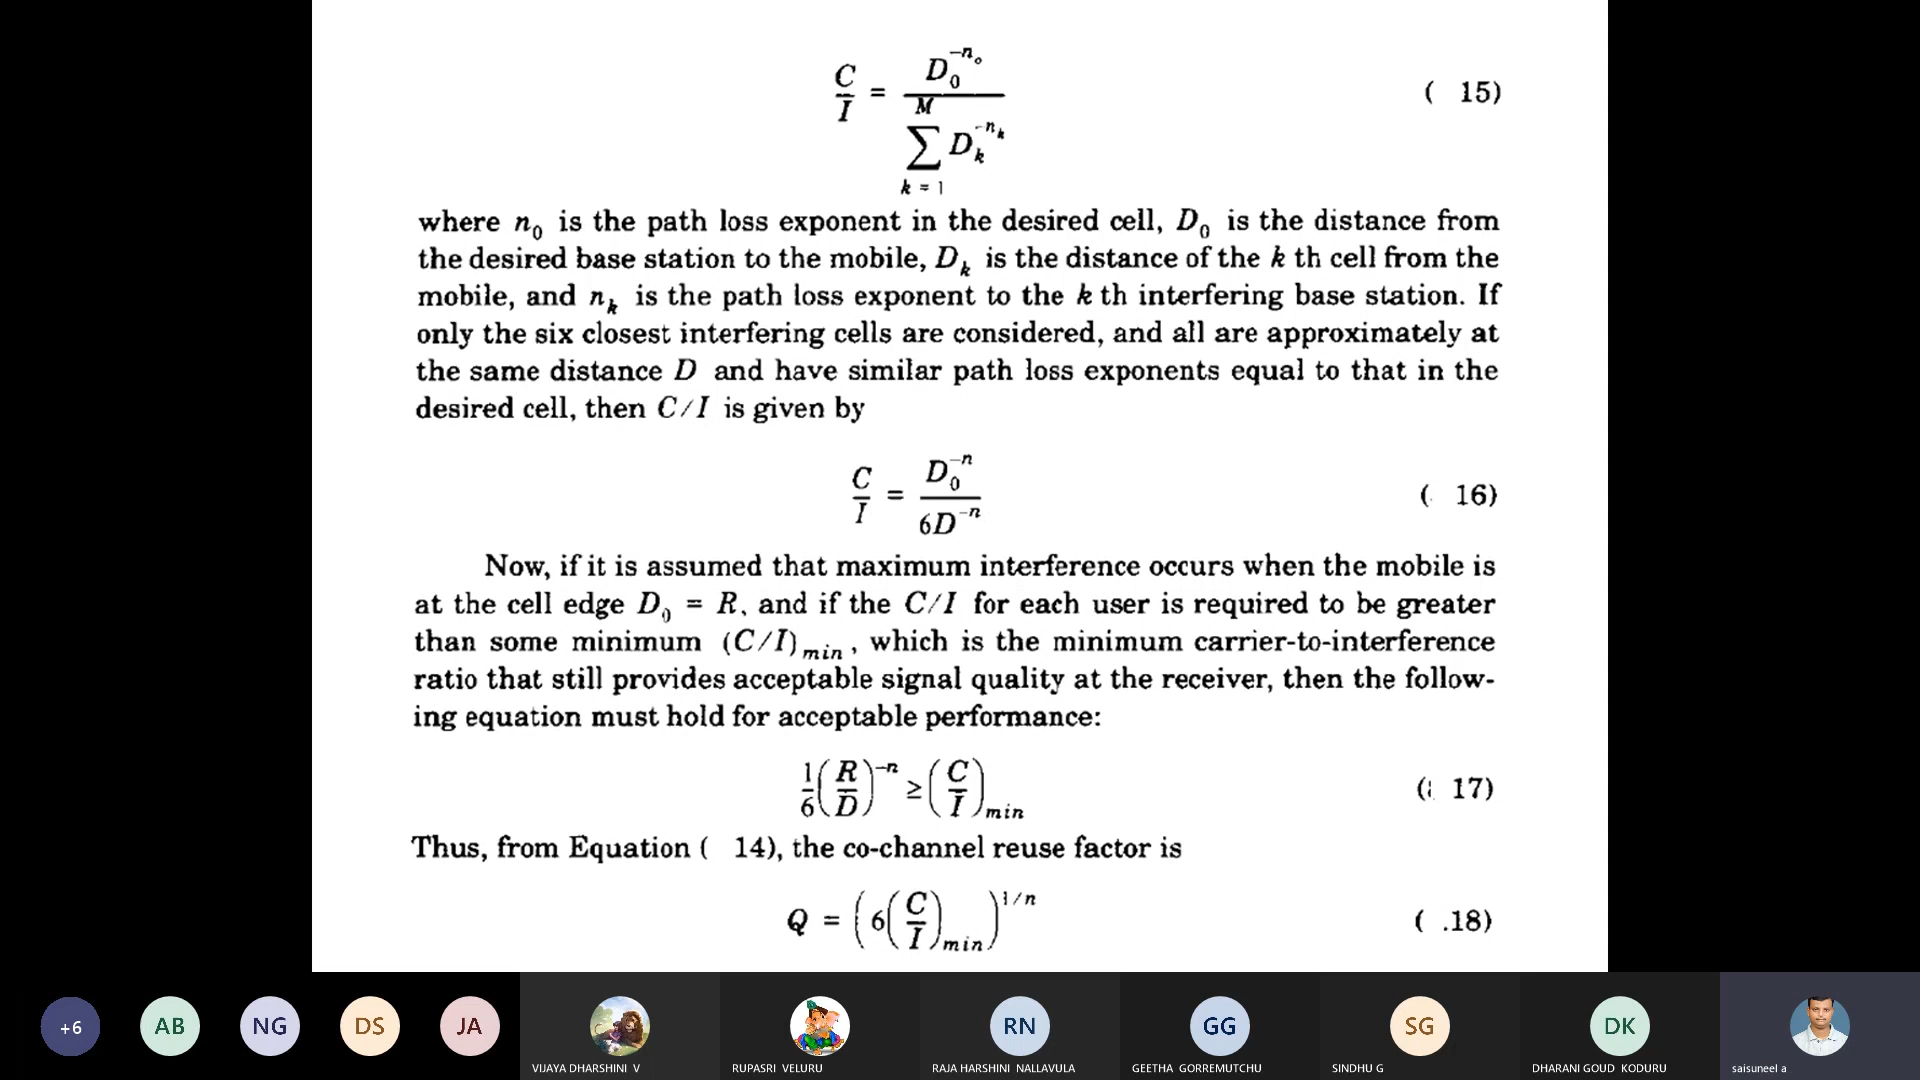 C/I = D_0^{-n_o} / \sum_{k = 1}^{M} D_k^{-n_k} ( 15)
where n_0 is the path loss exponent in the desired cell, D_0 is the distance from
the desired base station to the mobile, D_k is the distance of the k th cell from the
mobile, and n_k is the path loss exponent to the k th interfering base station. If
only the six closest interfering cells are considered, and all are approximately at
the same distance D and have similar path loss exponents equal to that in the
desired cell, then C/I is given by
C/I = D_0^{-n} / 6D^{-n} ( 16)
Now, if it is assumed that maximum interference occurs when the mobile is
at the cell edge D_0 = R, and if the C/I for each user is required to be greater
than some minimum (C/I)_{min}, which is the minimum carrier-to-interference
ratio that still provides acceptable signal quality at the receiver, then the follow-
ing equation must hold for acceptable performance:
1/6 (R/D)^{-n} ≥ (C/I)_{min} ( 17)
Thus, from Equation ( 14), the co-channel reuse factor is
Q = (6(C/I)_{min})^{1/n} ( .18)
+6
AB
NG
DS
JA
RN
GG
SG
DK
VIJAYA DHARSHINI V
RUPASRI VELURU
RAJA HARSHINI NALLAVULA
GEETHA GORREMUTCHU
SINDHU G
DHARANI GOUD KODURU
saisuneel a